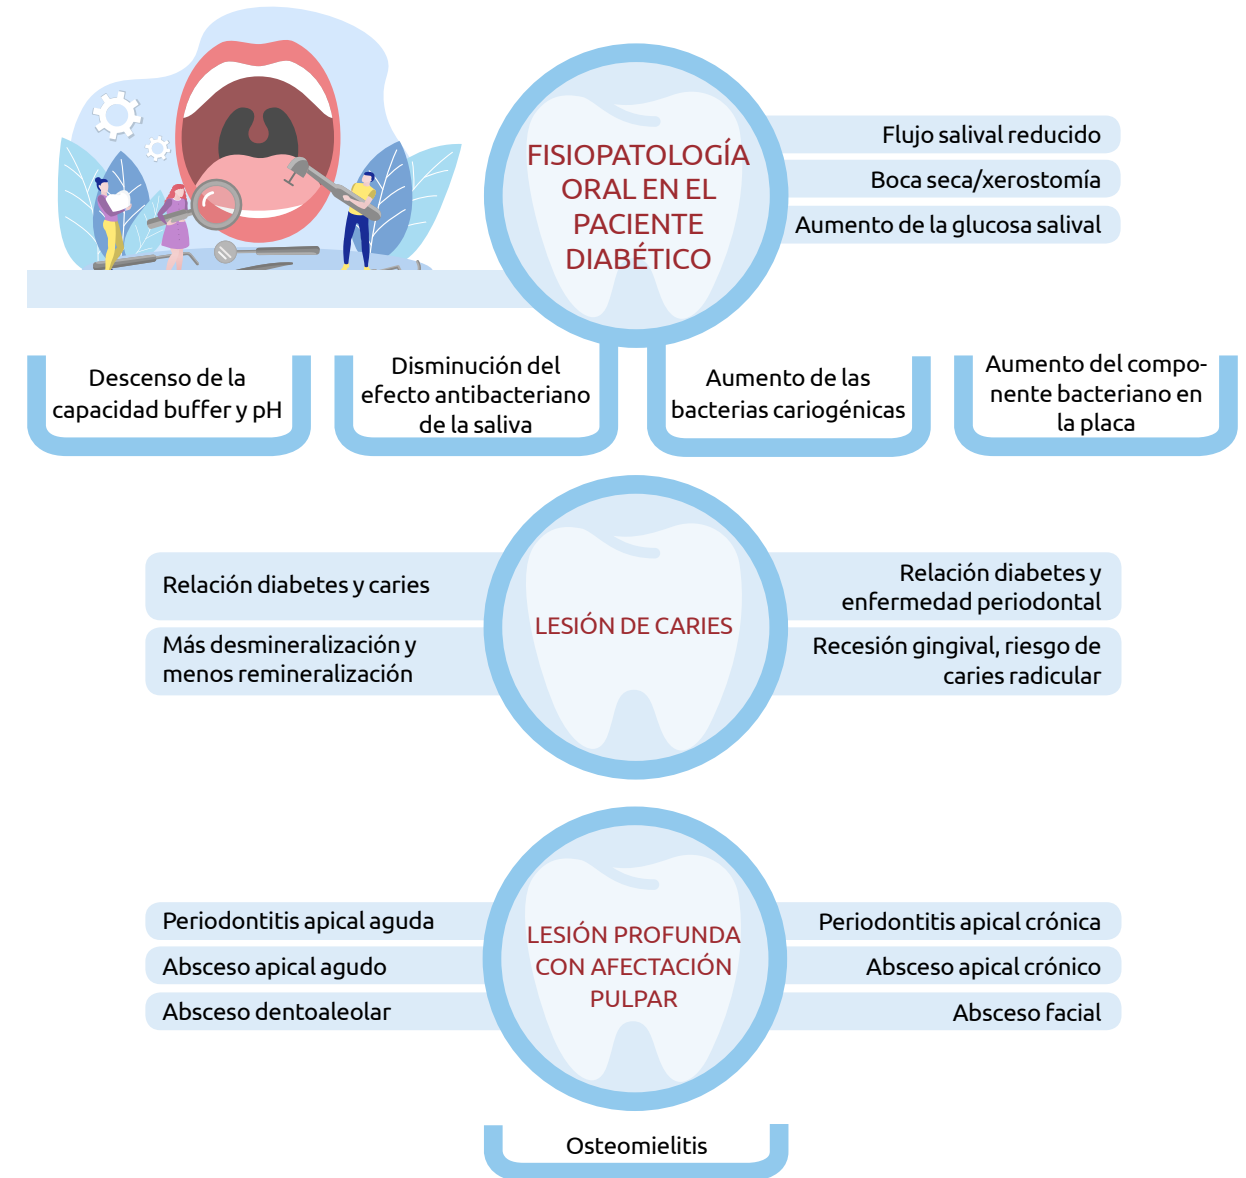 FISIOPATOLOGÍA
ORAL EN EL
PACIENTE
DIABÉTICO
Flujo salival reducido
Boca seca/xerostomía
Aumento de la glucosa salival
Descenso de la
capacidad buffer y pH
Disminución del
efecto antibacteriano
de la saliva
Aumento de las
bacterias cariogénicas
Aumento del compo-
nente bacteriano en
la placa
Relación diabetes y caries
Más desmineralización y
menos remineralización
LESIÓN DE CARIES
Relación diabetes y
enfermedad periodontal
Recesión gingival, riesgo de
caries radicular
Periodontitis apical aguda
Absceso apical agudo
Absceso dentoaleolar
LESIÓN PROFUNDA
CON AFECTACIÓN
PULPAR
Periodontitis apical crónica
Absceso apical crónico
Absceso facial
Osteomielitis